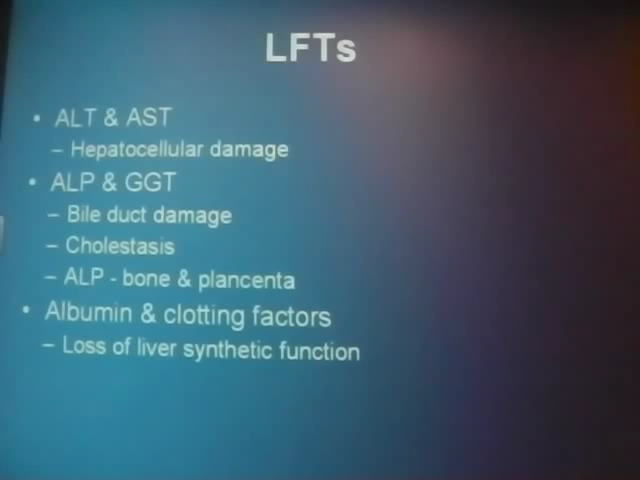 LFTs
• ALT & AST
– Hepatocellular damage
• ALP & GGT
– Bile duct damage
– Cholestasis
– ALP - bone & plancenta
• Albumin & clotting factors
– Loss of liver synthetic function